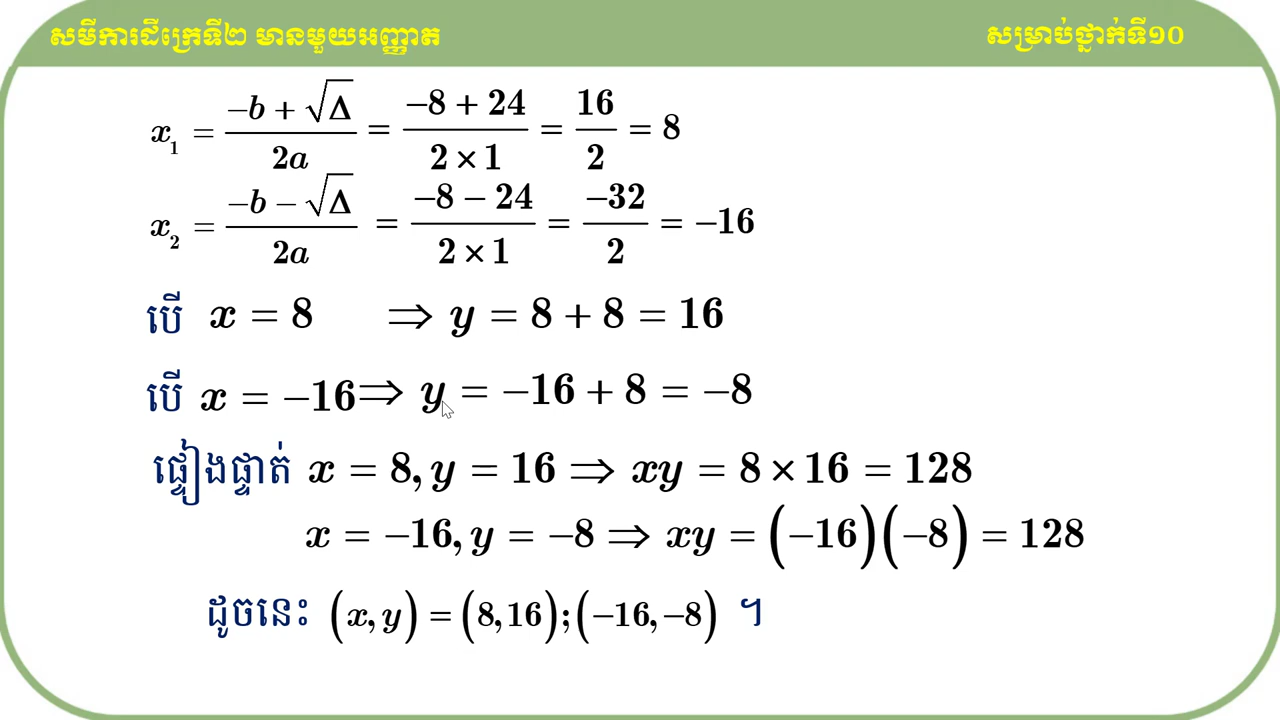 សមីការដឺក្រេទី២ មានមួយអញ្ញាត
សម្រាប់ថ្នាក់ទី១០
x₁ = (−b + √Δ)/(2a) = (−8 + 24)/(2 × 1) = 16/2 = 8
x₂ = (−b − √Δ)/(2a) = (−8 − 24)/(2 × 1) = −32/2 = −16
បើ x = 8 ⇒ y = 8 + 8 = 16
បើ x = −16 ⇒ y = −16 + 8 = −8
ផ្ទៀងផ្ទាត់ x = 8, y = 16 ⇒ xy = 8 × 16 = 128
x = −16, y = −8 ⇒ xy = (−16)(−8) = 128
ដូចនេះ (x, y) = (8, 16); (−16, −8) ។